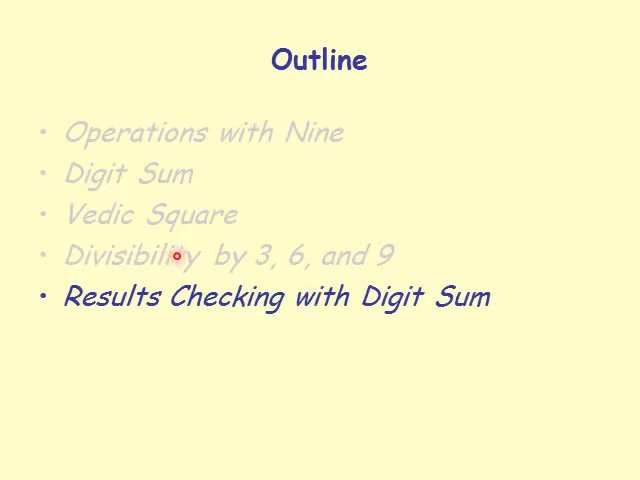 Outline
• Operations with Nine
• Digit Sum
• Vedic Square
• Divisibility by 3, 6, and 9
• Results Checking with Digit Sum